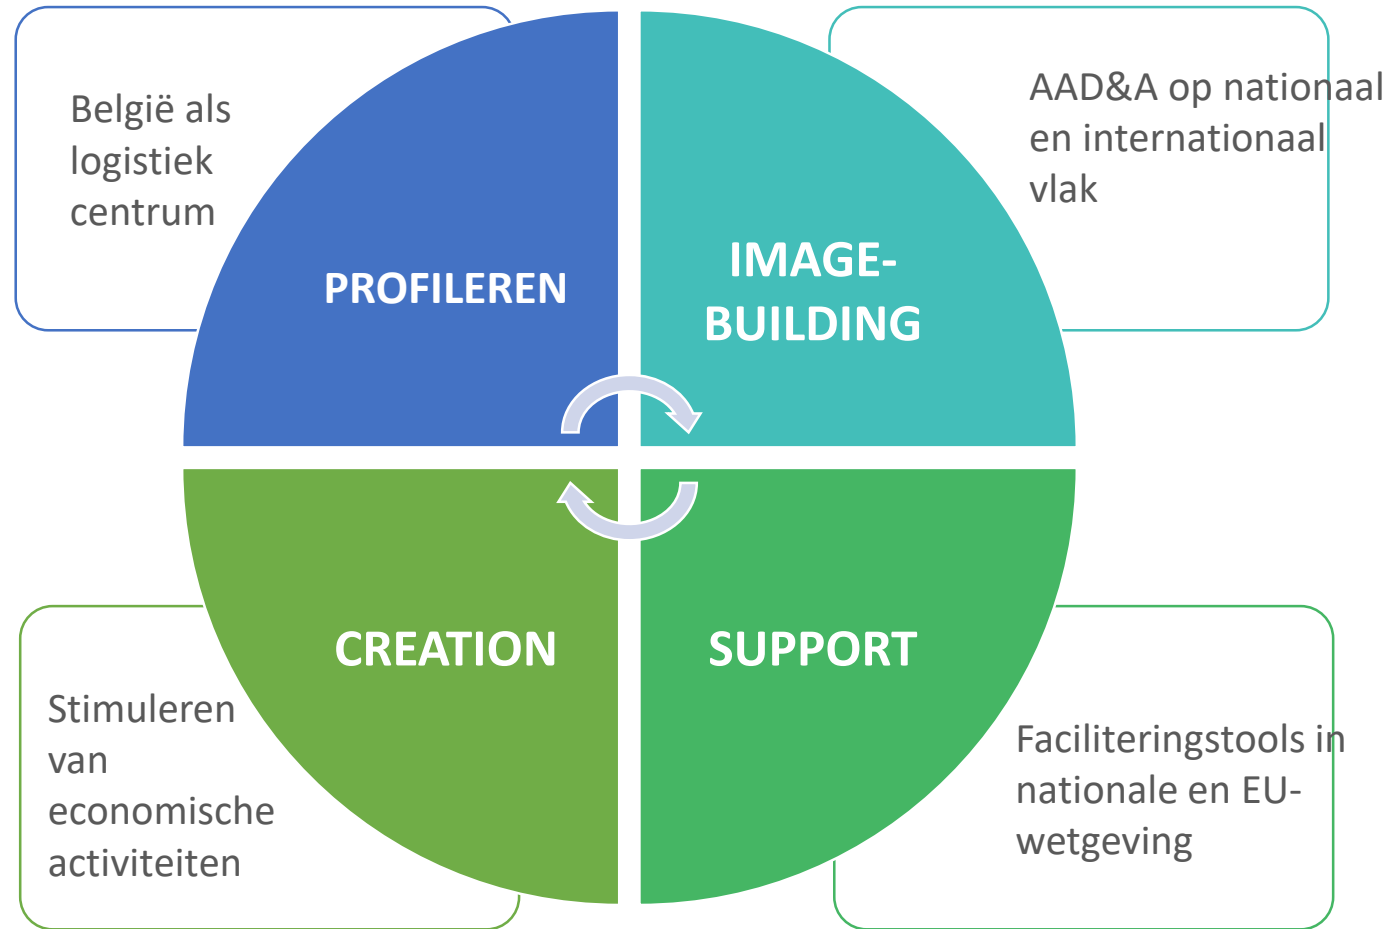 België als
logistiek
centrum
PROFILEREN
AAD&A op nationaal
en internationaal
vlak
IMAGE-
BUILDING
Stimuleren
van
economische
activiteiten
CREATION
SUPPORT
Faciliteringstools in
nationale en EU-
wetgeving